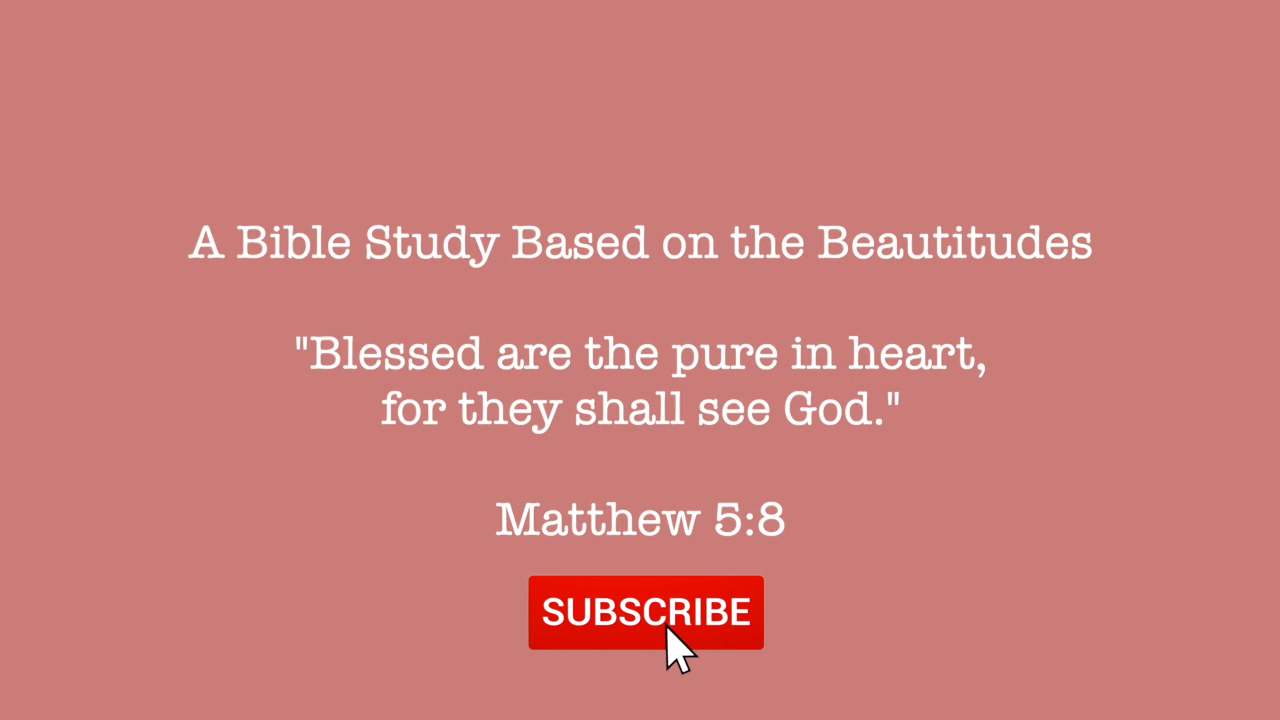 A Bible Study Based on the Beautitudes
"Blessed are the pure in heart,
for they shall see God."
Matthew 5:8
SUBSCRIBE